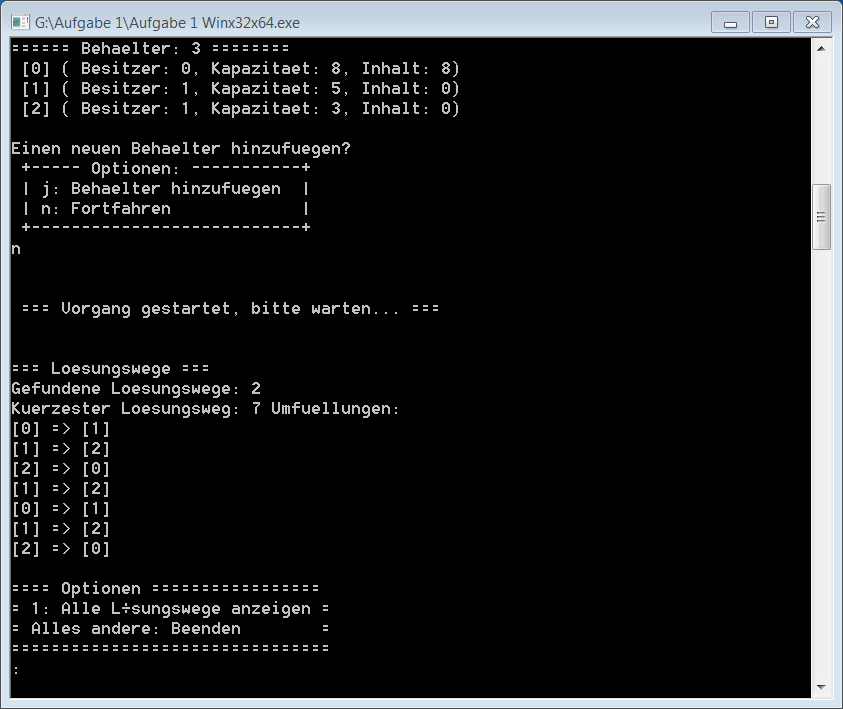 G:\Aufgabe 1\Aufgabe 1 Winx32x64.exe
====== Behaelter: 3 ========
[0] ( Besitzer: 0, Kapazitaet: 8, Inhalt: 8)
[1] ( Besitzer: 1, Kapazitaet: 5, Inhalt: 0)
[2] ( Besitzer: 1, Kapazitaet: 3, Inhalt: 0)
Einen neuen Behaelter hinzufuegen?
+----- Optionen: -----------+
| j: Behaelter hinzufuegen  |
| n: Fortfahren             |
+---------------------------+
n
=== Vorgang gestartet, bitte warten... ===
=== Loesungswege ===
Gefundene Loesungswege: 2
Kuerzester Loesungsweg: 7 Umfuellungen:
[0] => [1]
[1] => [2]
[2] => [0]
[1] => [2]
[0] => [1]
[1] => [2]
[2] => [0]
==== Optionen =================
= 1: Alle L÷sungswege anzeigen =
= Alles andere: Beenden        =
================================
: